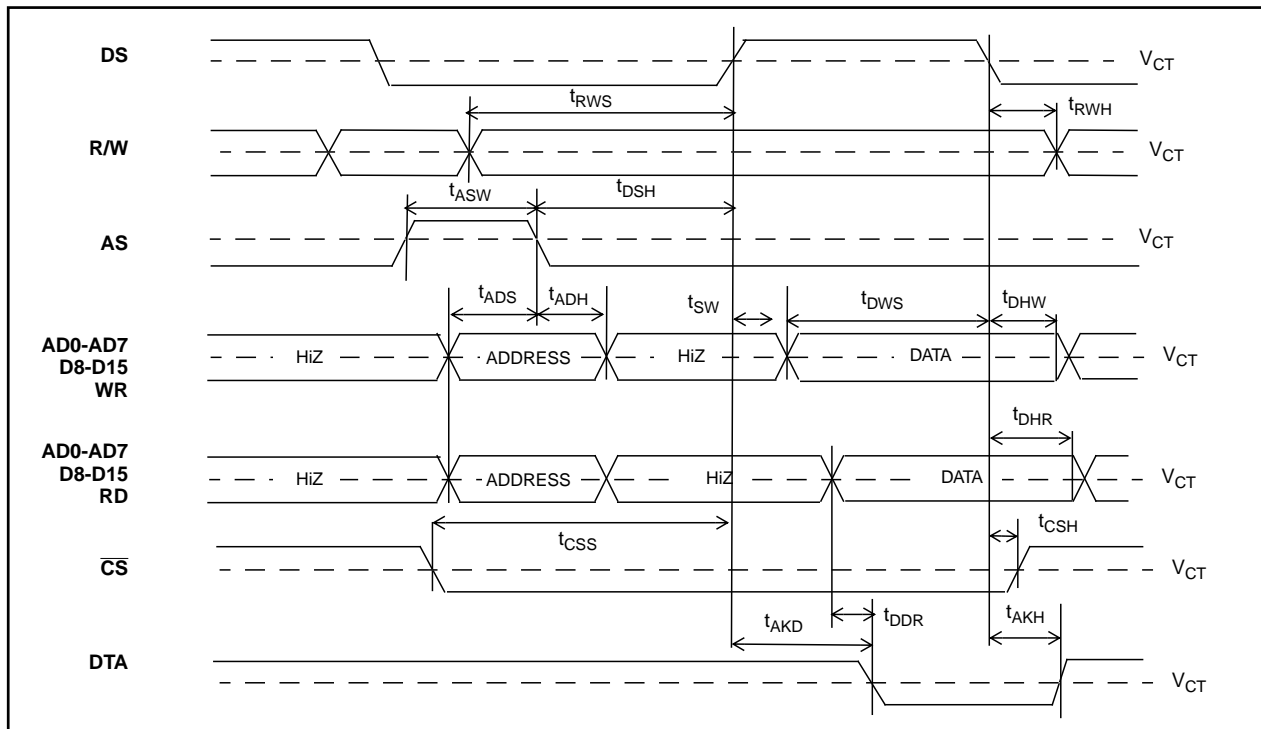 DS
V_CT
t_RWS
t_RWH
R/W
V_CT
t_ASW
t_DSH
AS
V_CT
t_ADS
t_ADH
t_SW
t_DWS
t_DHW
AD0-AD7
D8-D15
WR
HiZ
ADDRESS
HiZ
DATA
V_CT
t_DHR
AD0-AD7
D8-D15
RD
HiZ
ADDRESS
HiZ
DATA
V_CT
t_CSS
t_CSH
CS
V_CT
t_AKD
t_DDR
t_AKH
DTA
V_CT